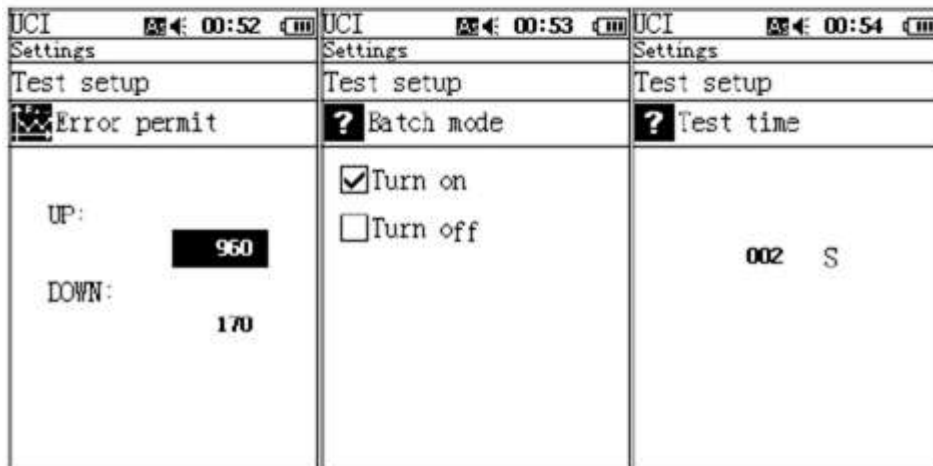 UCI 00:52
Settings
Test setup
Error permit
UP:
960
DOWN:
170
UCI 00:53
Settings
Test setup
? Batch mode
Turn on
Turn off
UCI 00:54
Settings
Test setup
? Test time
002 S